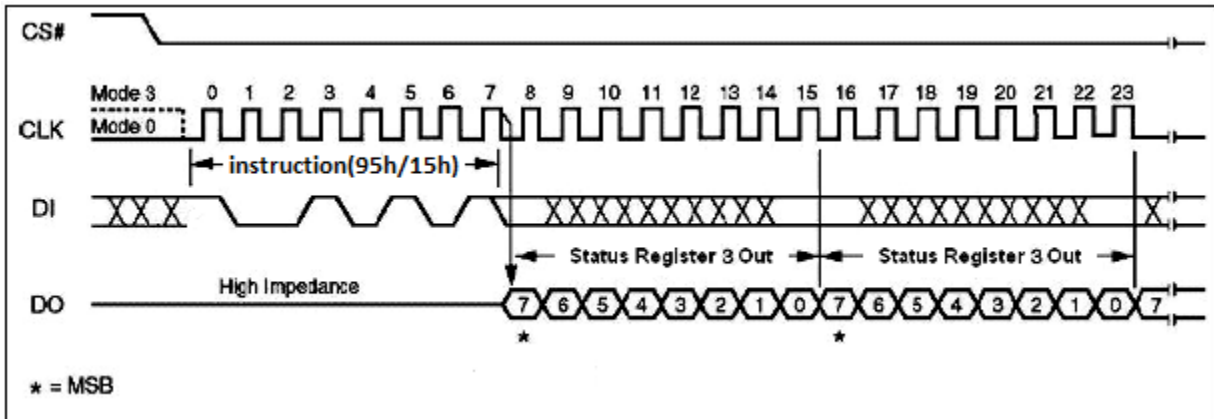 CS#
Mode 3 0 1 2 3 4 5 6 7 8 9 10 11 12 13 14 15 16 17 18 19 20 21 22 23
CLK Mode 0
instruction(95h/15h)
DI
Status Register 3 Out Status Register 3 Out
High Impedance
DO 7 6 5 4 3 2 1 0 7 6 5 4 3 2 1 0 7
* *
* = MSB